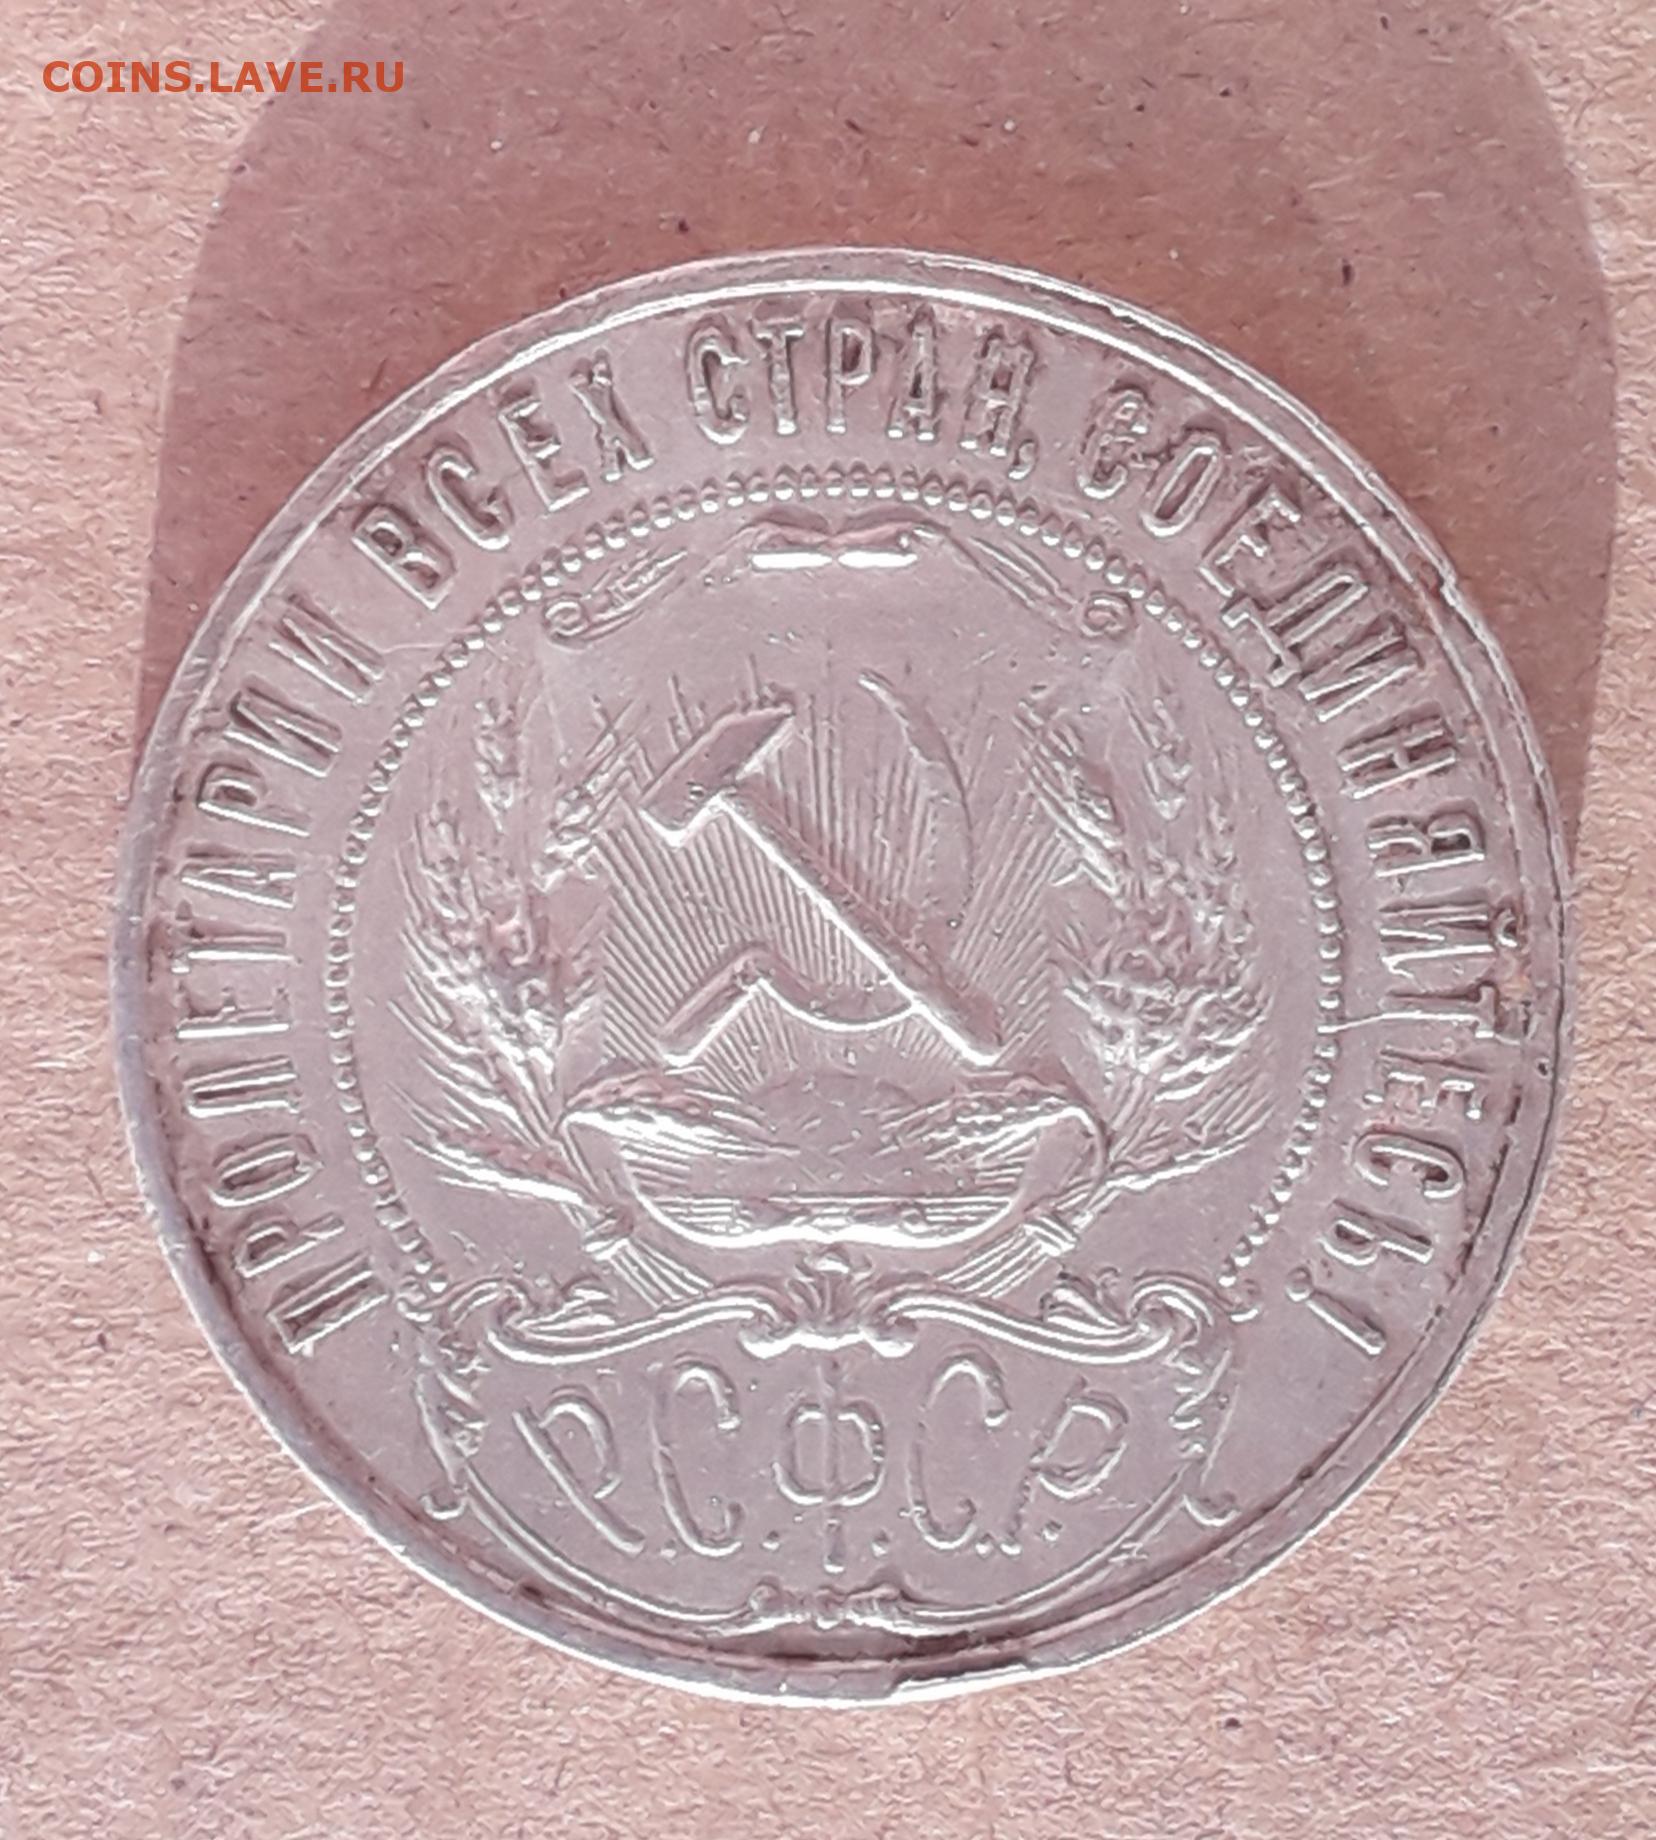 COINS.LAVE.RU
ПРОЛЕТАРИИ ВСЕХ СТРАН, СОЕДИНЯЙТЕСЬ!
Р.С.Ф.С.Р.